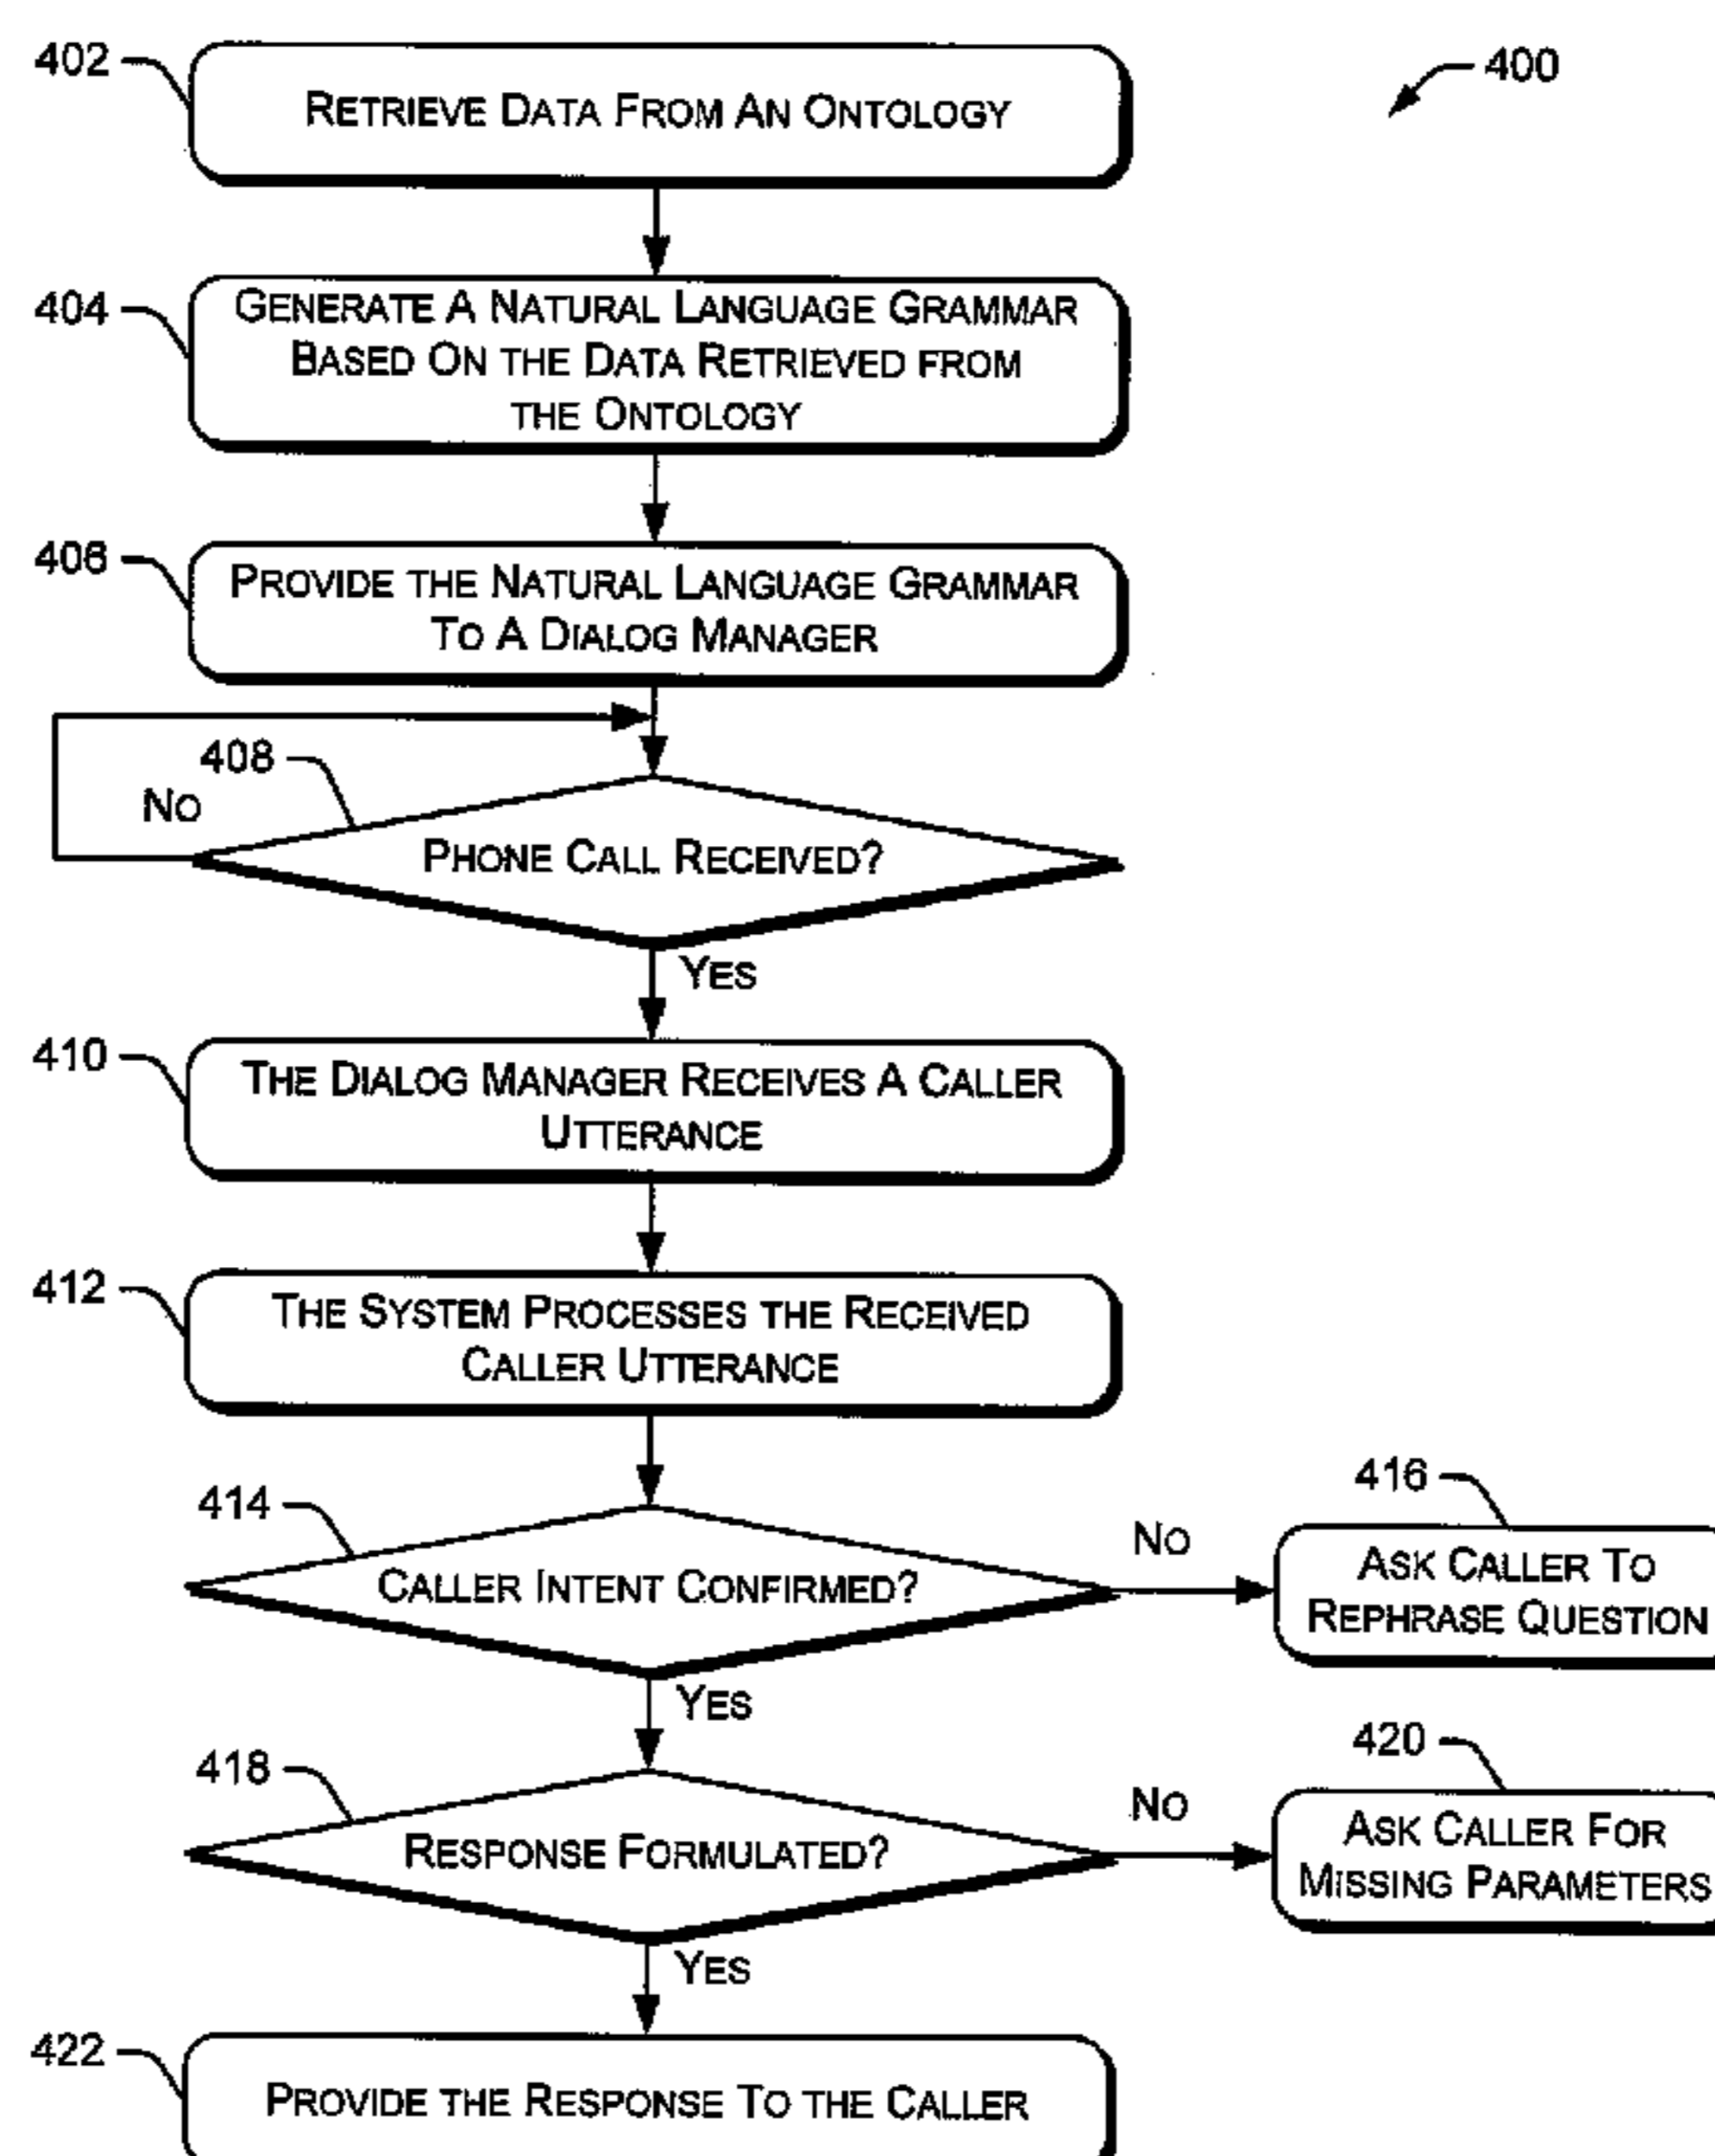 402
400
RETRIEVE DATA FROM AN ONTOLOGY
404
GENERATE A NATURAL LANGUAGE GRAMMAR
BASED ON THE DATA RETRIEVED FROM
THE ONTOLOGY
406
PROVIDE THE NATURAL LANGUAGE GRAMMAR
TO A DIALOG MANAGER
408
NO
PHONE CALL RECEIVED?
YES
410
THE DIALOG MANAGER RECEIVES A CALLER
UTTERANCE
412
THE SYSTEM PROCESSES THE RECEIVED
CALLER UTTERANCE
414
CALLER INTENT CONFIRMED?
NO
416
ASK CALLER TO
REPHRASE QUESTION
YES
418
RESPONSE FORMULATED?
NO
420
ASK CALLER FOR
MISSING PARAMETERS
YES
422
PROVIDE THE RESPONSE TO THE CALLER